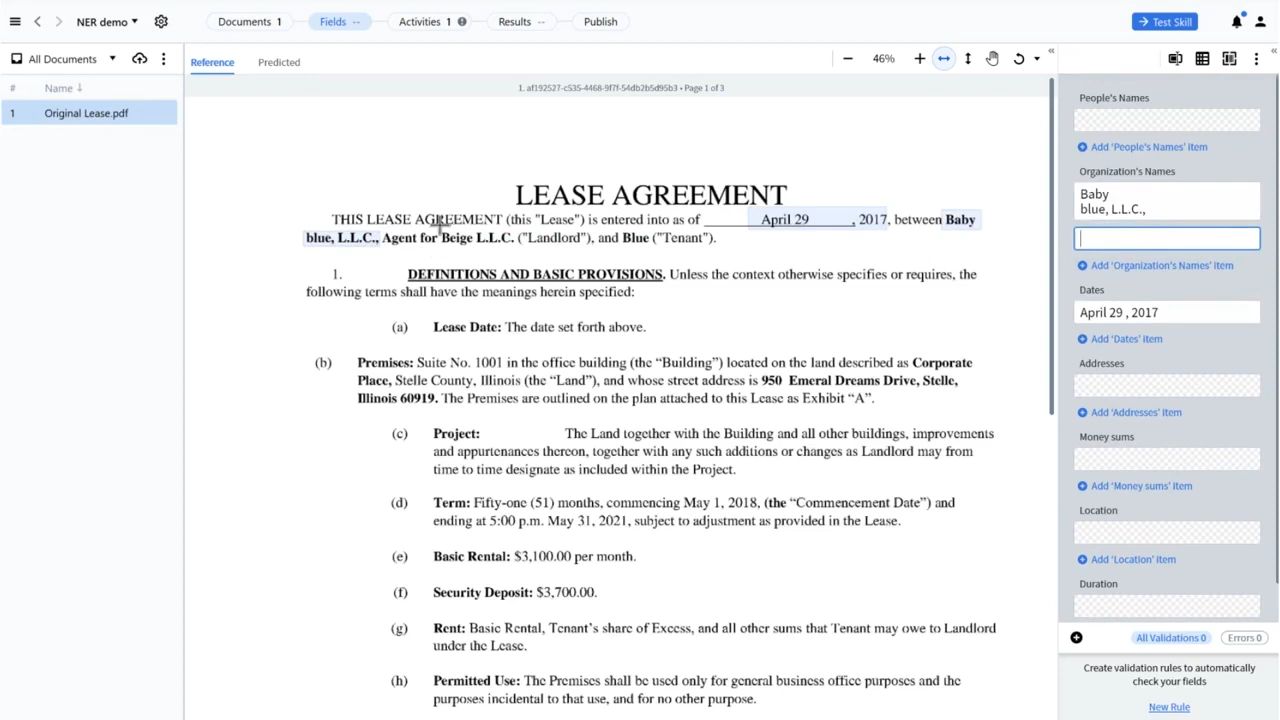 NER demo
Documents 1
Fields --
Activities 1
Results --
Publish
Test Skill
All Documents
Reference
Predicted
46%
# Name
1 Original Lease.pdf
1. af192527-c535-4468-9f7f-54db2b5d95b3 • Page 1 of 3
LEASE AGREEMENT
THIS LEASE AGREEMENT (this "Lease") is entered into as of ______ April 29 ______, 2017, between Baby
blue, L.L.C., Agent for Beige L.L.C. ("Landlord"), and Blue ("Tenant").
1. DEFINITIONS AND BASIC PROVISIONS. Unless the context otherwise specifies or requires, the
following terms shall have the meanings herein specified:
(a) Lease Date: The date set forth above.
(b) Premises: Suite No. 1001 in the office building (the “Building”) located on the land described as Corporate
Place, Stelle County, Illinois (the “Land”), and whose street address is 950 Emeral Dreams Drive, Stelle,
Illinois 60919. The Premises are outlined on the plan attached to this Lease as Exhibit “A”.
(c) Project: The Land together with the Building and all other buildings, improvements
and appurtenances thereon, together with any such additions or changes as Landlord may from
time to time designate as included within the Project.
(d) Term: Fifty-one (51) months, commencing May 1, 2018, (the “Commencement Date”) and
ending at 5:00 p.m. May 31, 2021, subject to adjustment as provided in the Lease.
(e) Basic Rental: $3,100.00 per month.
(f) Security Deposit: $3,700.00.
(g) Rent: Basic Rental, Tenant’s share of Excess, and all other sums that Tenant may owe to Landlord
under the Lease.
(h) Permitted Use: The Premises shall be used only for general business office purposes and the
purposes incidental to that use, and for no other purpose.
People's Names
Add 'People's Names' item
Organization's Names
Baby
blue, L.L.C.,
Add 'Organization's Names' item
Dates
April 29 , 2017
Add 'Dates' item
Addresses
Add 'Addresses' item
Money sums
Add 'Money sums' item
Location
Add 'Location' item
Duration
All Validations 0
Errors 0
Create validation rules to automatically
check your fields
New Rule